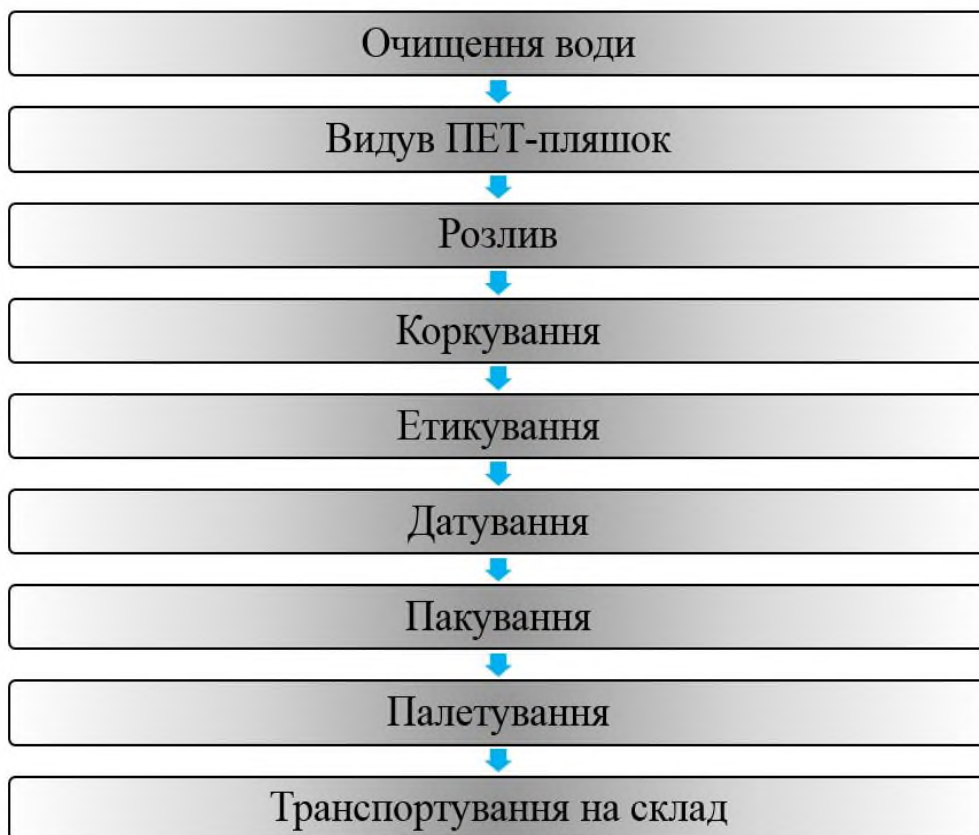 Очищення води
Видув ПЕТ-пляшок
Розлив
Коркування
Етикування
Датування
Пакування
Палетування
Транспортування на склад